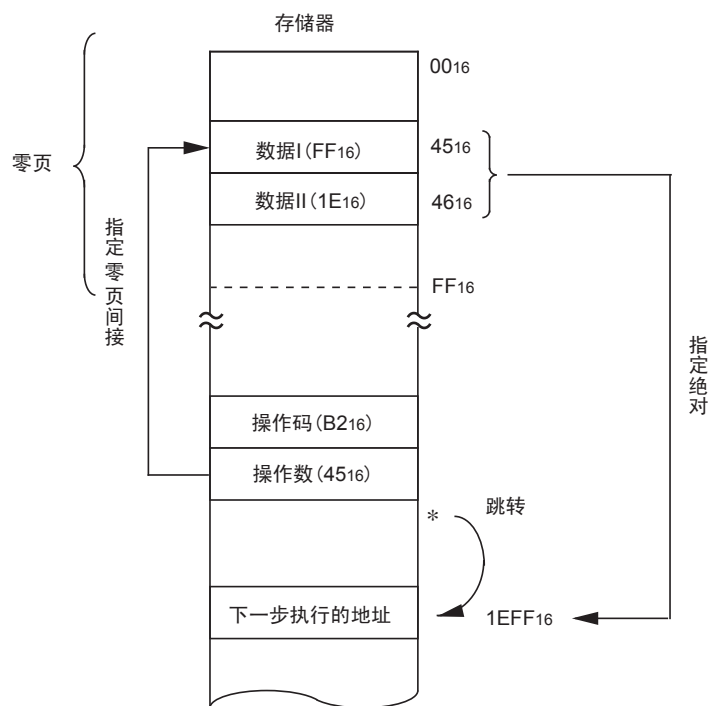 存储器
0016
零页
数据I(FF16)
4516
数据II(1E16)
4616
指定零页间接
FF16
指定绝对
操作码(B216)
操作数(4516)
*
跳转
下一步执行的地址
1EFF16